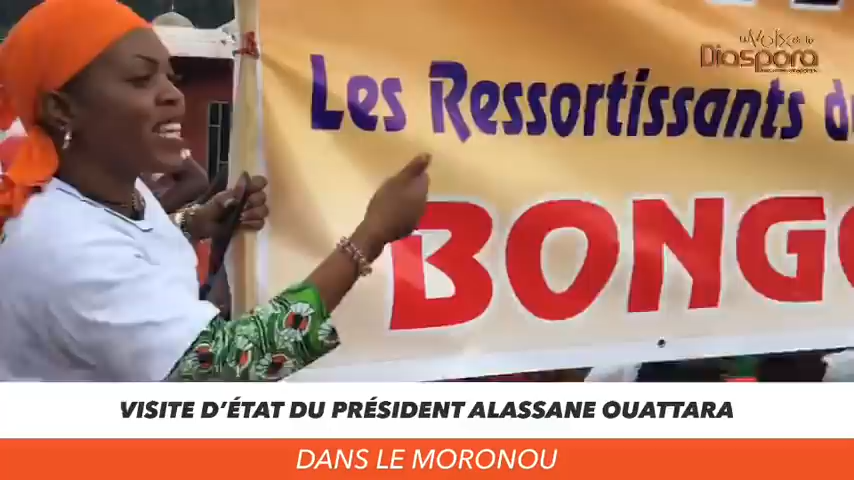 LA VOIX de la
Diaspora
Les Ressortissants d
BONGO
VISITE D'ÉTAT DU PRÉSIDENT ALASSANE OUATTARA
DANS LE MORONOU